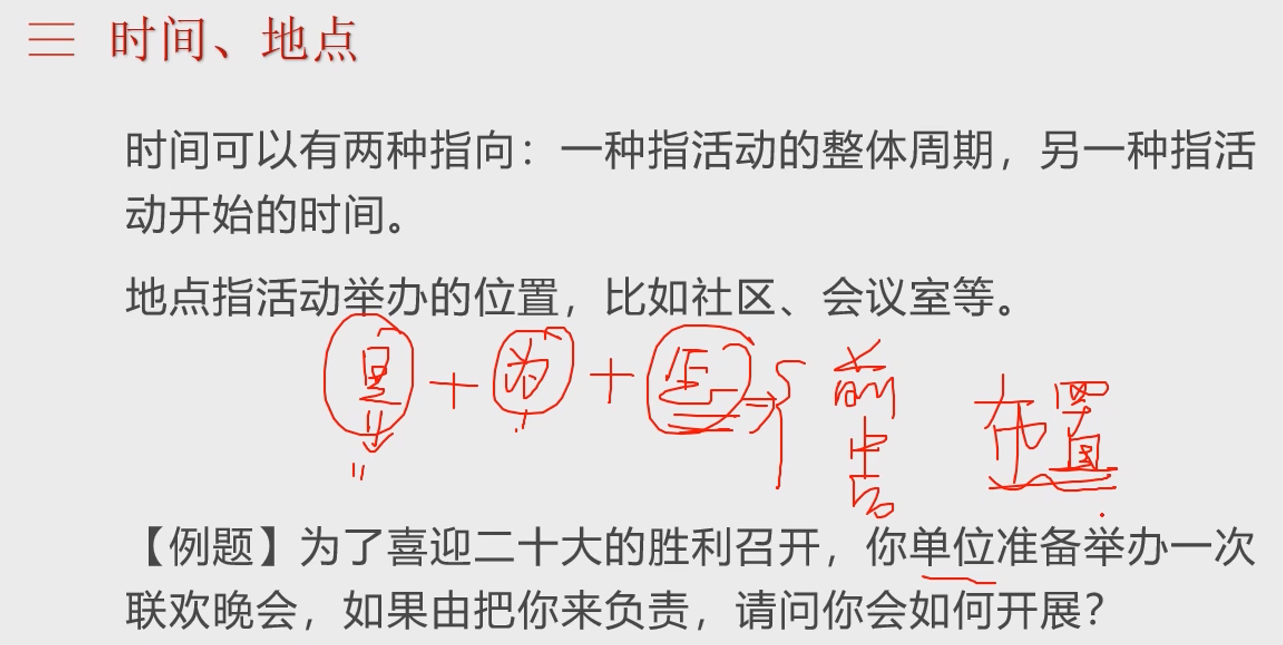 时间、地点
时间可以有两种指向：一种指活动的整体周期，另一种指活
动开始的时间。
地点指活动举办的位置，比如社区、会议室等。
是+为+怎
前
中
后
布置
【例题】为了喜迎二十大的胜利召开，你单位准备举办一次
联欢晚会，如果由把你来负责，请问你会如何开展？